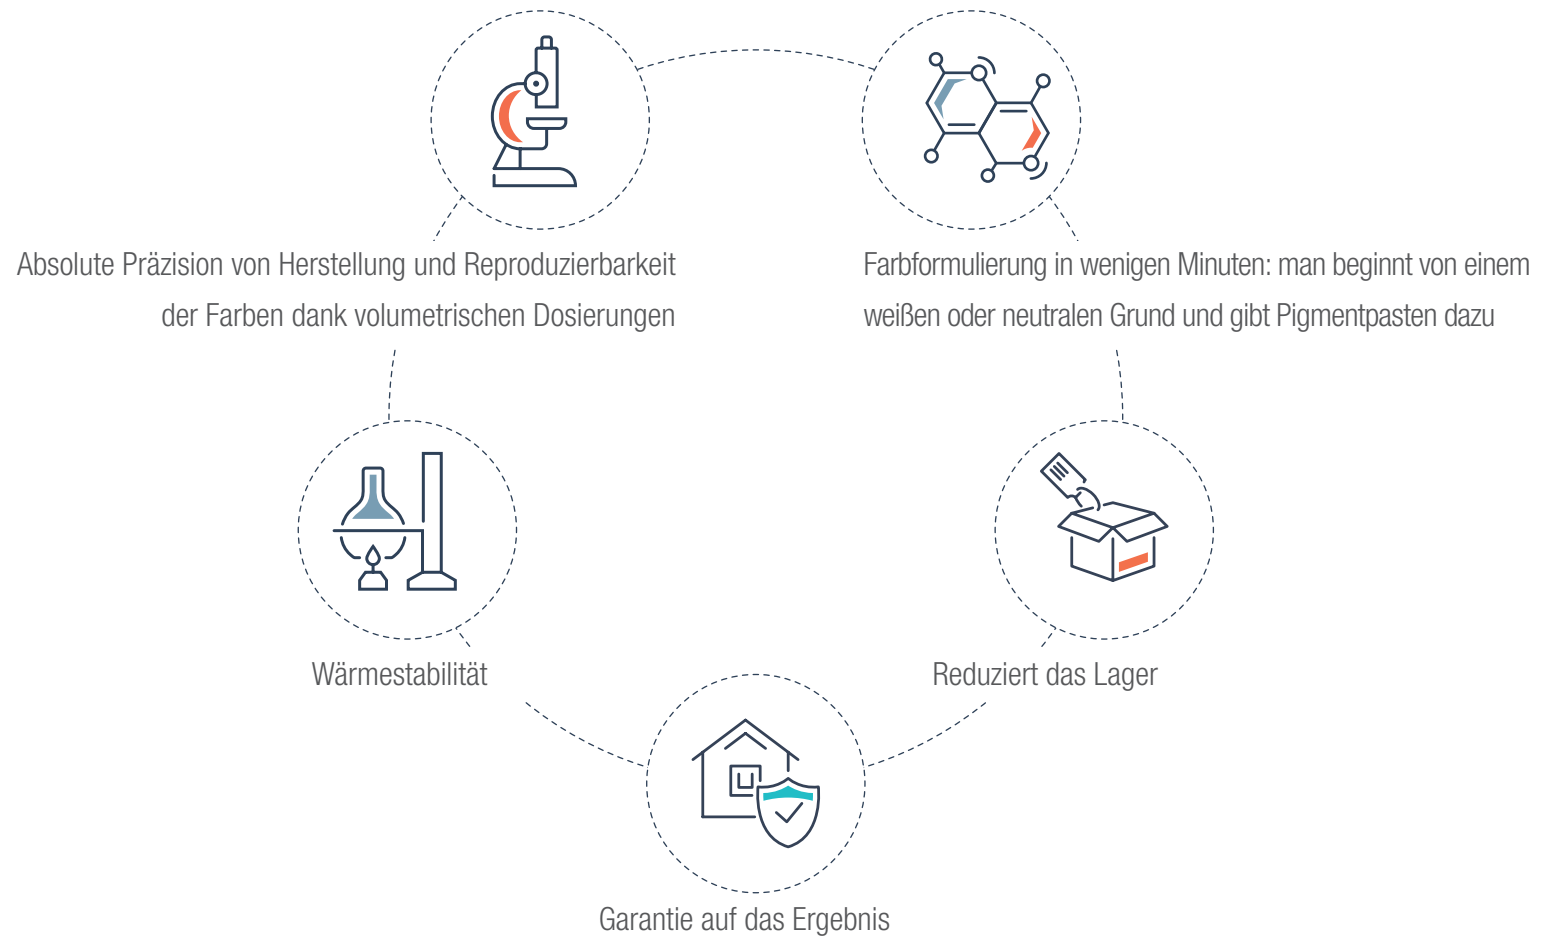 Absolute Präzision von Herstellung und Reproduzierbarkeit
der Farben dank volumetrischen Dosierungen
Farbformulierung in wenigen Minuten: man beginnt von einem
weißen oder neutralen Grund und gibt Pigmentpasten dazu
Wärmestabilität
Reduziert das Lager
Garantie auf das Ergebnis